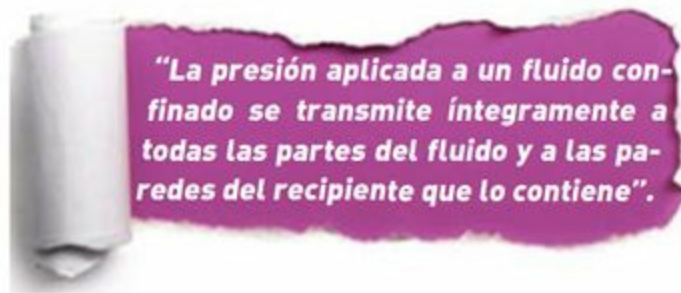 “La presión aplicada a un fluido con-
finado se transmite íntegramente a
todas las partes del fluido y a las pa-
redes del recipiente que lo contiene”.